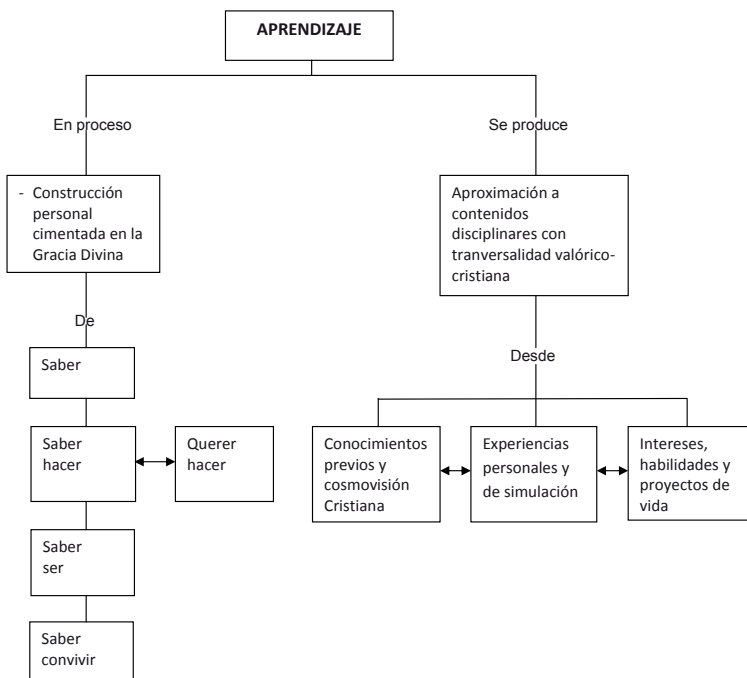 APRENDIZAJE
En proceso
Se produce
- Construcción
personal
cimentada en la
Gracia Divina
Aproximación a
contenidos
disciplinares con
tranversalidad valórico-
cristiana
De
Desde
Saber
Saber
hacer
Querer
hacer
Conocimientos
previos y
cosmovisión
Cristiana
Experiencias
personales y
de simulación
Intereses,
habilidades y
proyectos de
vida
Saber
ser
Saber
convivir